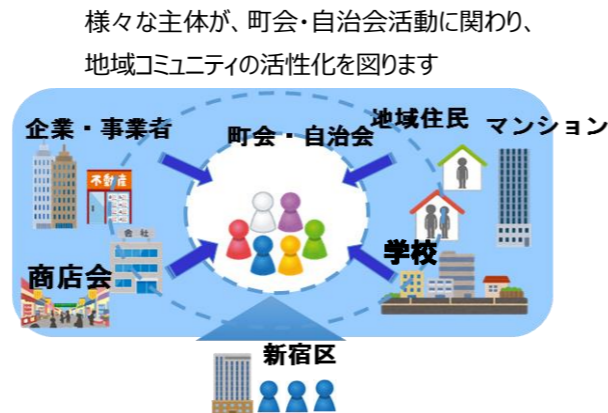 様々な主体が、町会・自治会活動に関わり、
地域コミュニティの活性化を図ります
企業・事業者
町会・自治会
地域住民
マンション
不動産
会社
商店会
学校
新宿区